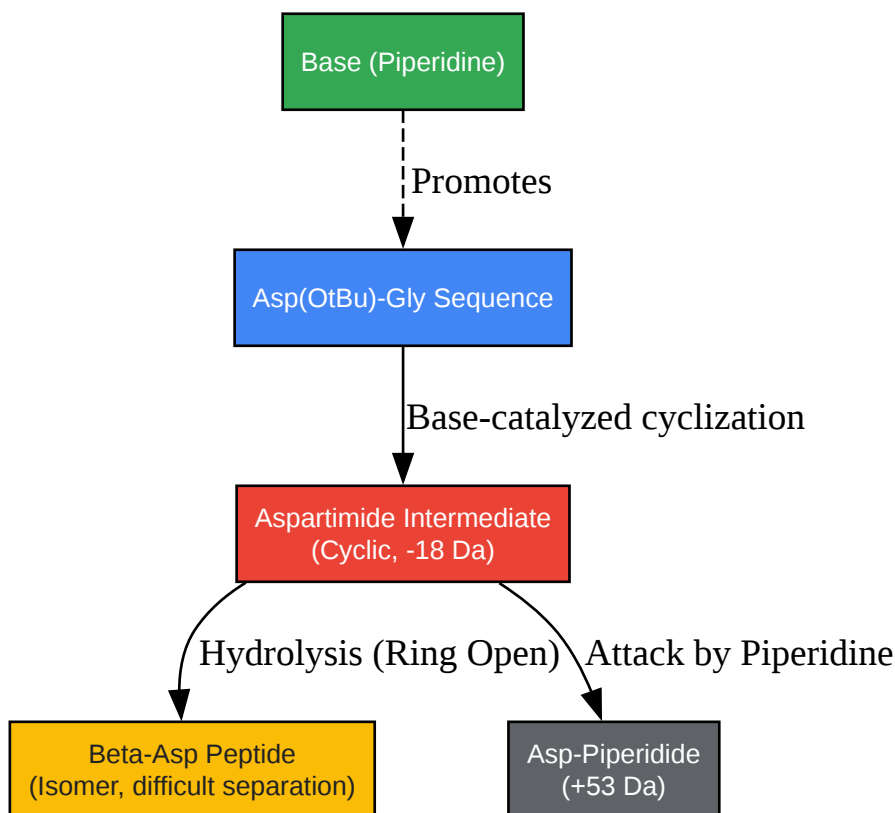 Base (Piperidine)
Promotes
Asp(OtBu)-Gly Sequence
Base-catalyzed cyclization
Aspartimide Intermediate
(Cyclic, -18 Da)
Hydrolysis (Ring Open)
Attack by Piperidine
Beta-Asp Peptide
(Isomer, difficult separation)
Asp-Piperidide
(+53 Da)